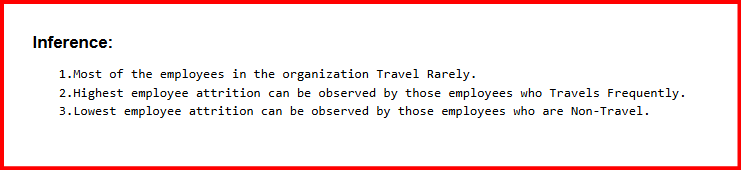 Inference:
1.Most of the employees in the organization Travel Rarely.
2.Highest employee attrition can be observed by those employees who Travels Frequently.
3.Lowest employee attrition can be observed by those employees who are Non-Travel.